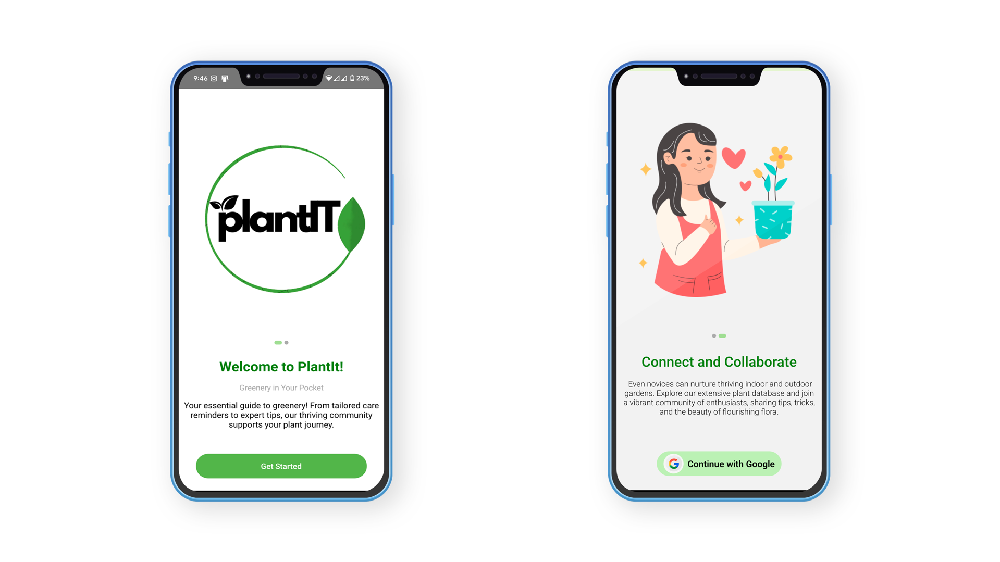 9:46
23%
plantIT
Welcome to PlantIt!
Greenery in Your Pocket
Your essential guide to greenery! From tailored care
reminders to expert tips, our thriving community
supports your plant journey.
Get Started
Connect and Collaborate
Even novices can nurture thriving indoor and outdoor
gardens. Explore our extensive plant database and join
a vibrant community of enthusiasts, sharing tips, tricks,
and the beauty of flourishing flora.
G Continue with Google